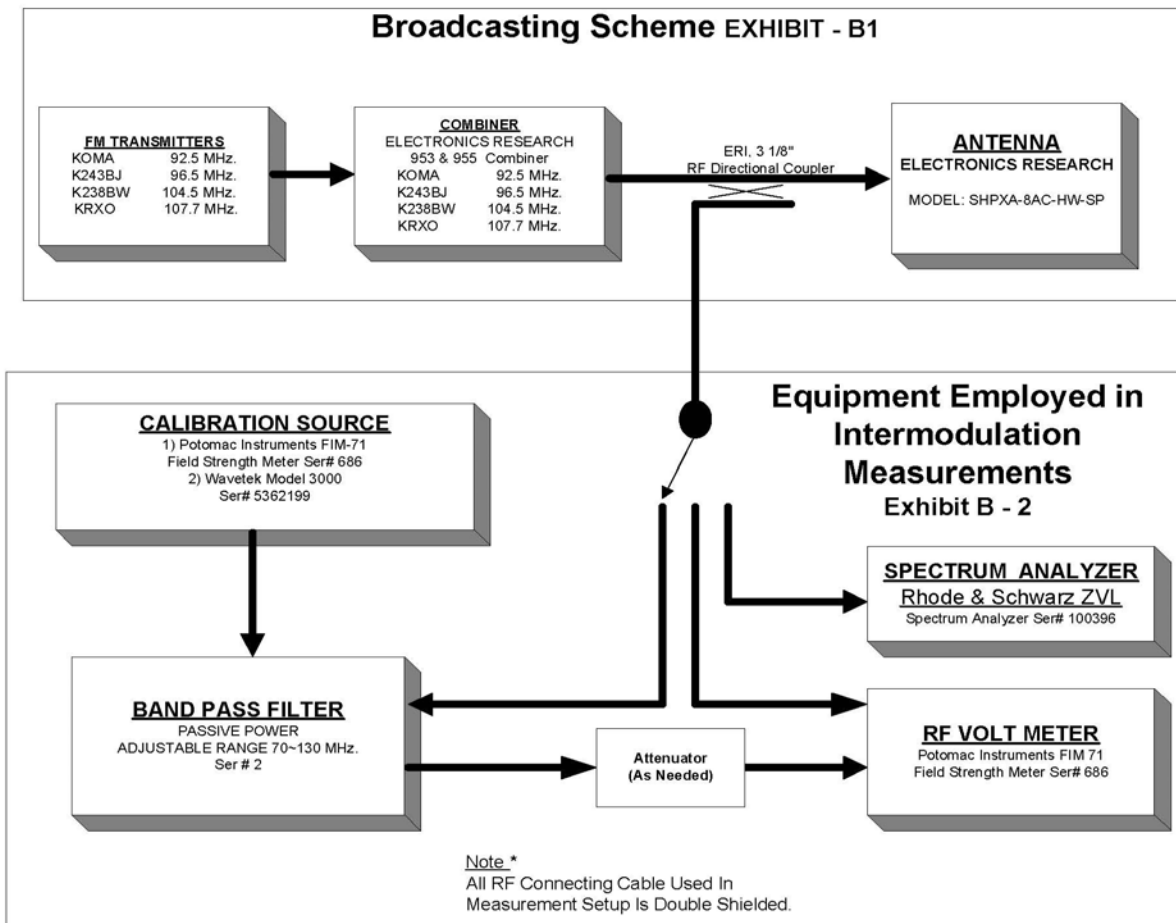 Broadcasting Scheme EXHIBIT - B1
FM TRANSMITTERS
KOMA 92.5 MHz.
K243BJ 96.5 MHz.
K238BW 104.5 MHz.
KRXO 107.7 MHz.
COMBINER
ELECTRONICS RESEARCH
953 & 955 Combiner
KOMA 92.5 MHz.
K243BJ 96.5 MHz.
K238BW 104.5 MHz.
KRXO 107.7 MHz.
ERI, 3 1/8"
RF Directional Coupler
ANTENNA
ELECTRONICS RESEARCH
MODEL: SHPXA-8AC-HW-SP
Equipment Employed in
Intermodulation
Measurements
Exhibit B - 2
CALIBRATION SOURCE
1) Potomac Instruments FIM-71
Field Strength Meter Ser# 686
2) Wavetek Model 3000
Ser# 5362199
SPECTRUM ANALYZER
Rhode & Schwarz ZVL
Spectrum Analyzer Ser# 100396
BAND PASS FILTER
PASSIVE POWER
ADJUSTABLE RANGE 70~130 MHz.
Ser # 2
Attenuator
(As Needed)
RF VOLT METER
Potomac Instruments FIM 71
Field Strength Meter Ser# 686
Note *
All RF Connecting Cable Used In
Measurement Setup Is Double Shielded.